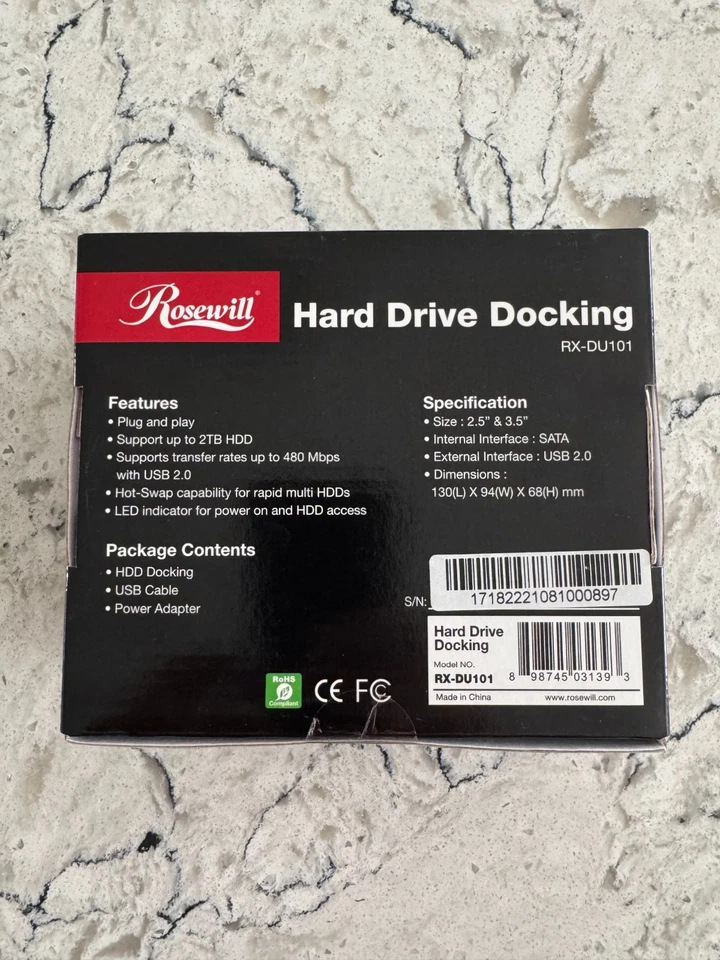 Rosewill®
Hard Drive Docking
RX-DU101
Features
• Plug and play
• Support up to 2TB HDD
• Supports transfer rates up to 480 Mbps
with USB 2.0
• Hot-Swap capability for rapid multi HDDs
• LED indicator for power on and HDD access
Package Contents
• HDD Docking
• USB Cable
• Power Adapter
Specification
• Size : 2.5" & 3.5"
• Internal Interface : SATA
• External Interface : USB 2.0
• Dimensions :
130(L) X 94(W) X 68(H) mm
S/N:
17182221081000897
Hard Drive
Docking
Model NO.
RX-DU101
8 98745 03139 3
Made in China
www.rosewill.com
RoHS
Compliant
CE FC